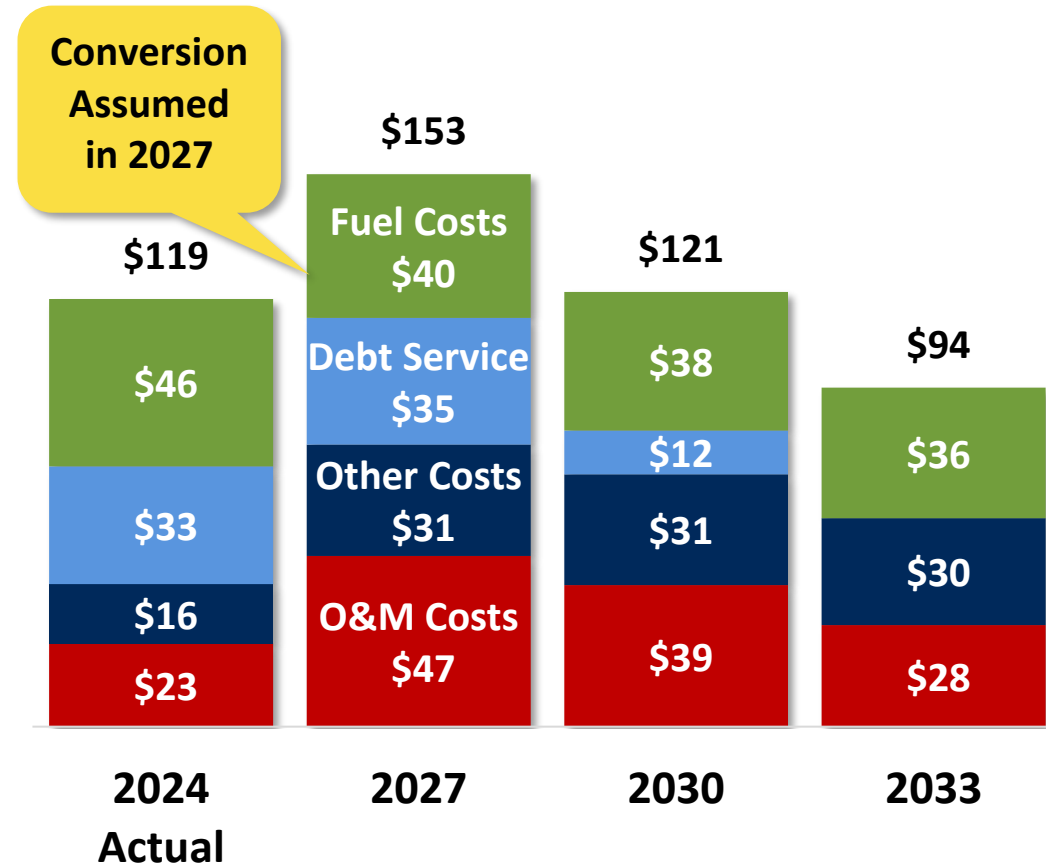 Conversion
Assumed
in 2027
$119
$46
$33
$16
$23
2024
Actual
$153
Fuel Costs
$40
Debt Service
$35
Other Costs
$31
O&M Costs
$47
2027
$121
$38
$12
$31
$39
2030
$94
$36
$30
$28
2033